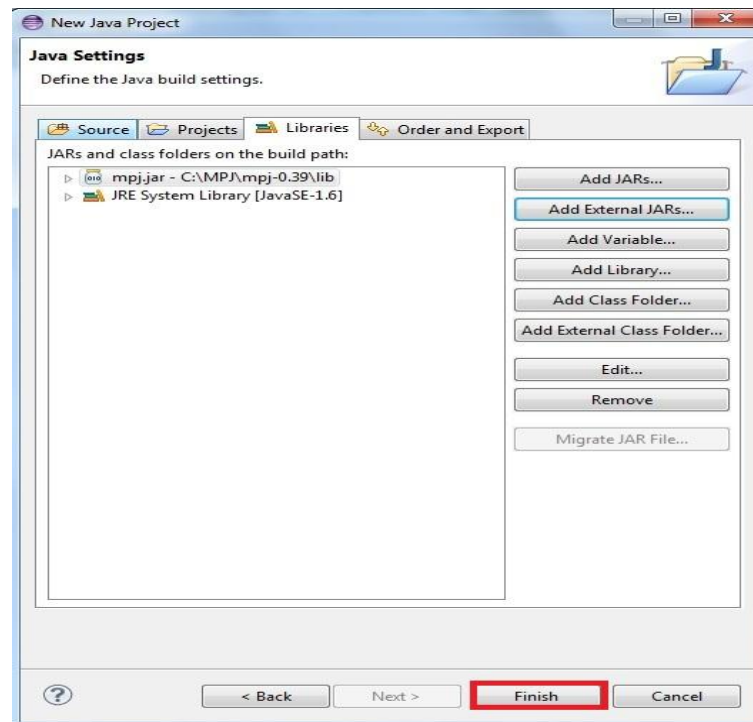 New Java Project
Java Settings
Define the Java build settings.
Source Projects Libraries Order and Export
JARs and class folders on the build path:
mpj.jar - C:\MPJ\mpj-0.39\lib
JRE System Library [JavaSE-1.6]
Add JARs...
Add External JARs...
Add Variable...
Add Library...
Add Class Folder...
Add External Class Folder...
Edit...
Remove
Migrate JAR File...
? < Back Next > Finish Cancel